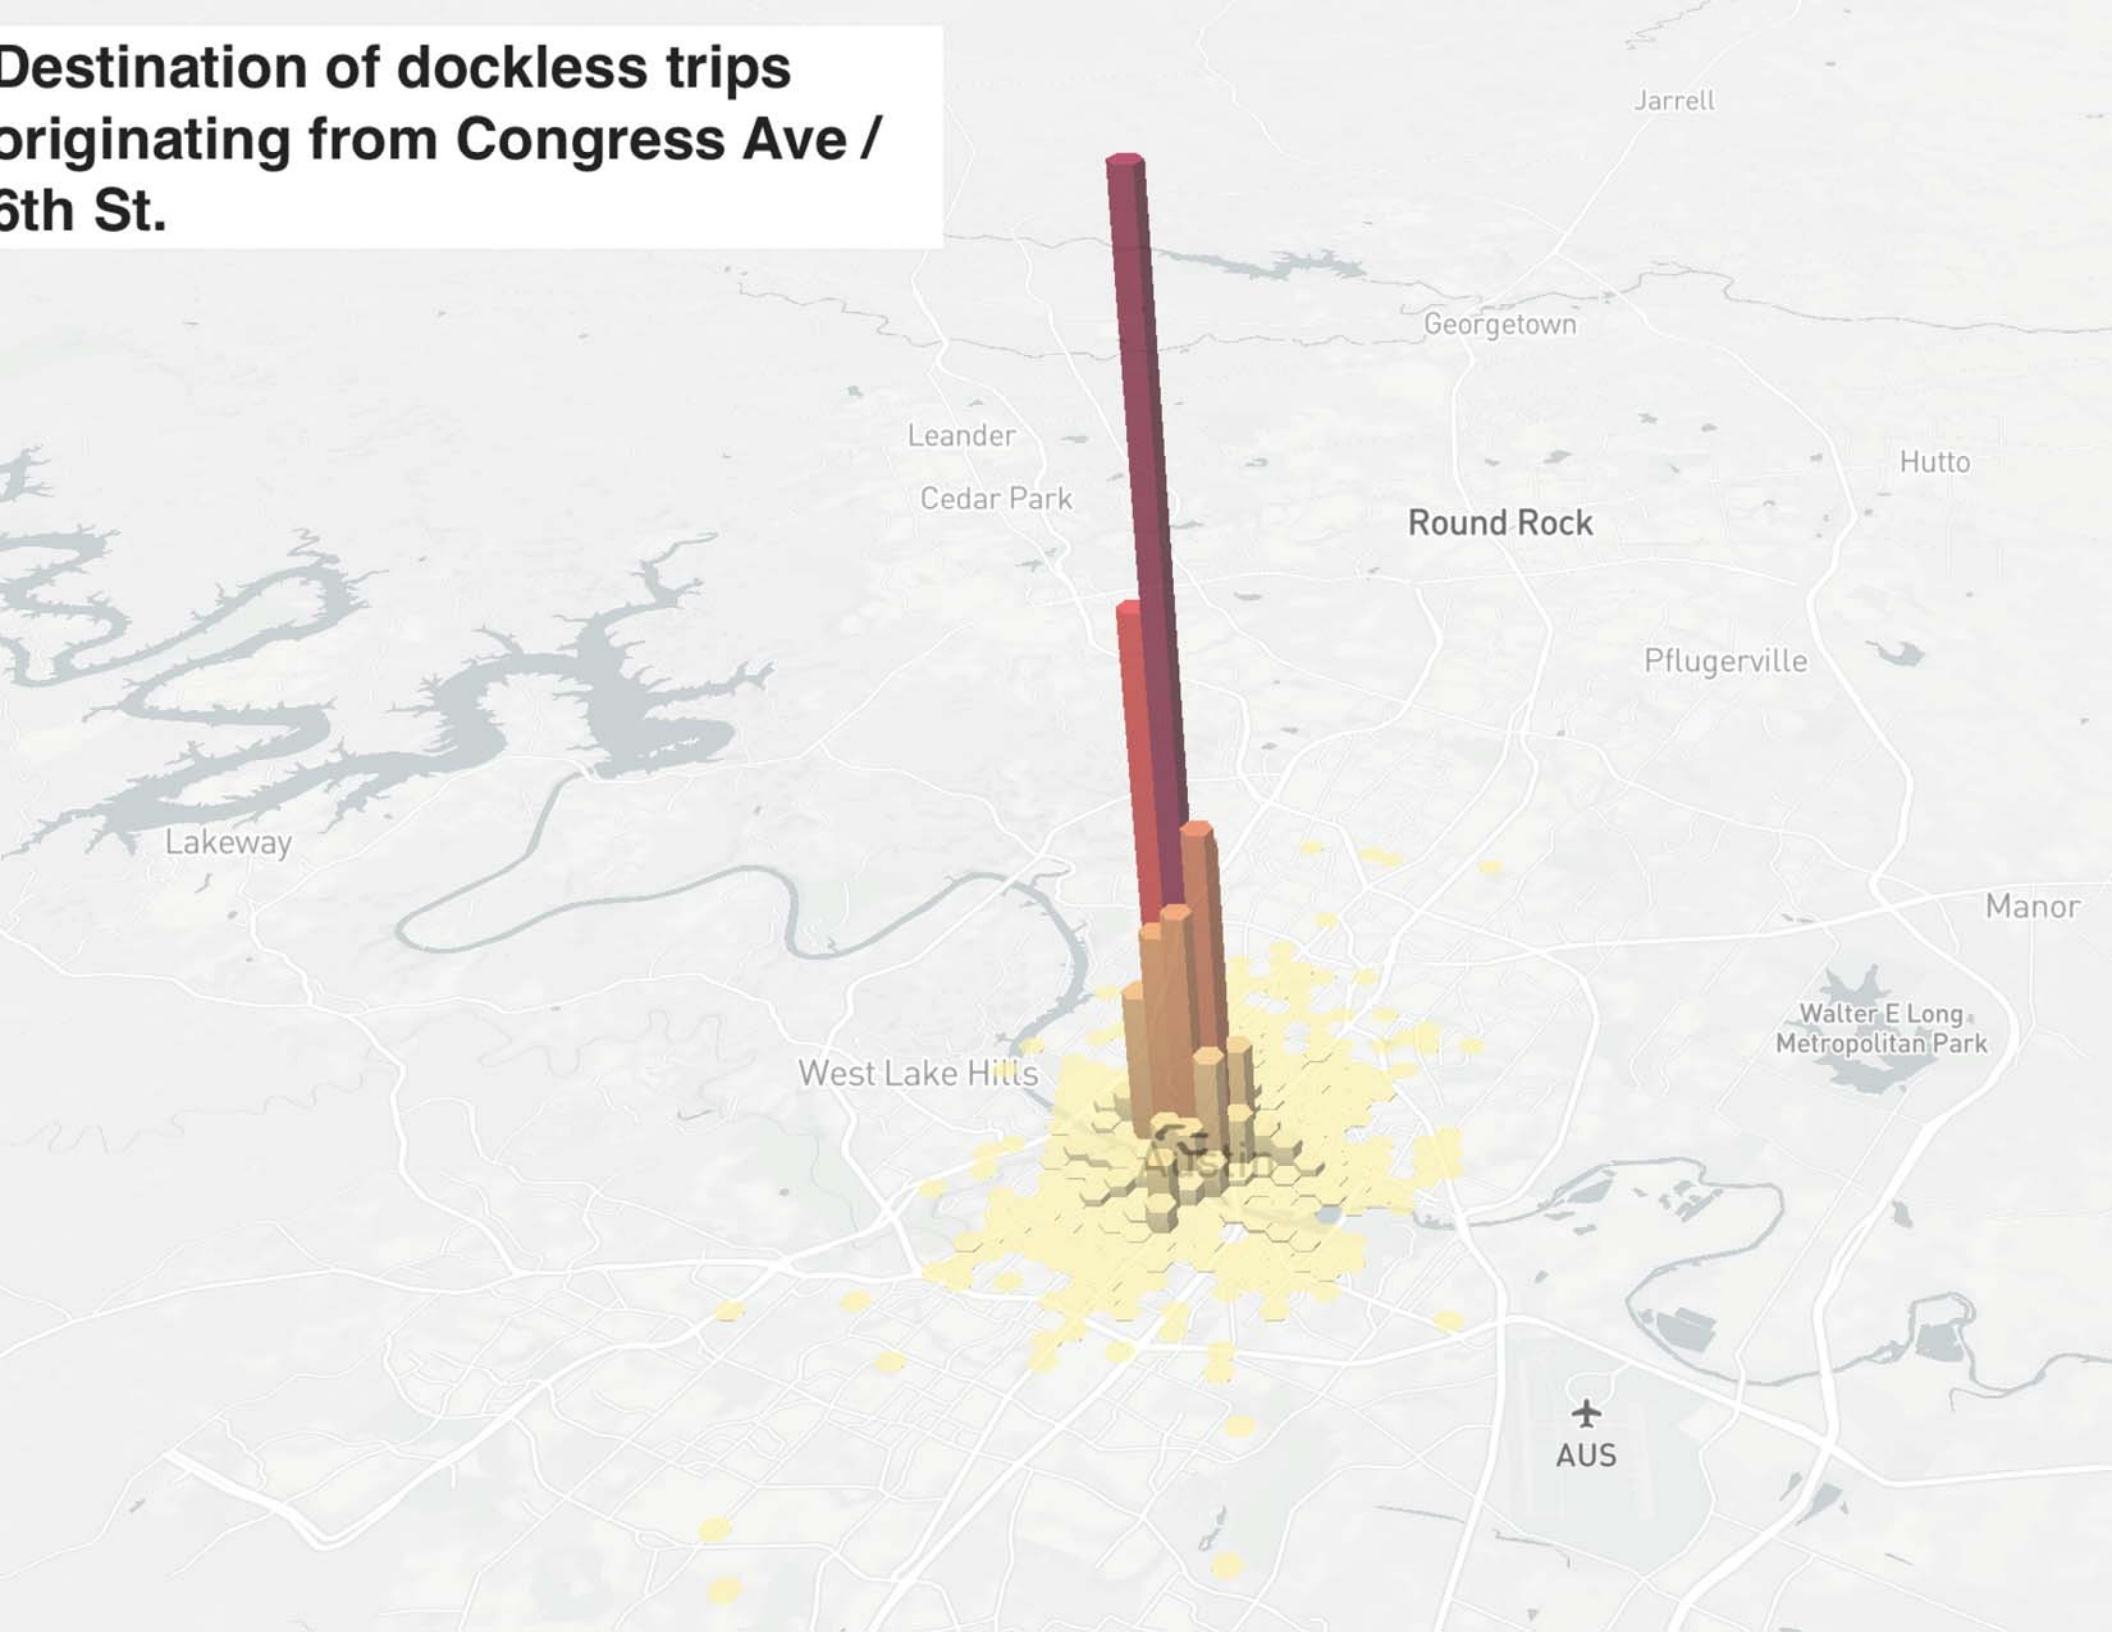 Destination of dockless trips
originating from Congress Ave /
6th St.
Jarrell
Georgetown
Leander
Hutto
Cedar Park
Round Rock
Pflugerville
Lakeway
Manor
Walter E Long
Metropolitan Park
West Lake Hills
Austin
AUS